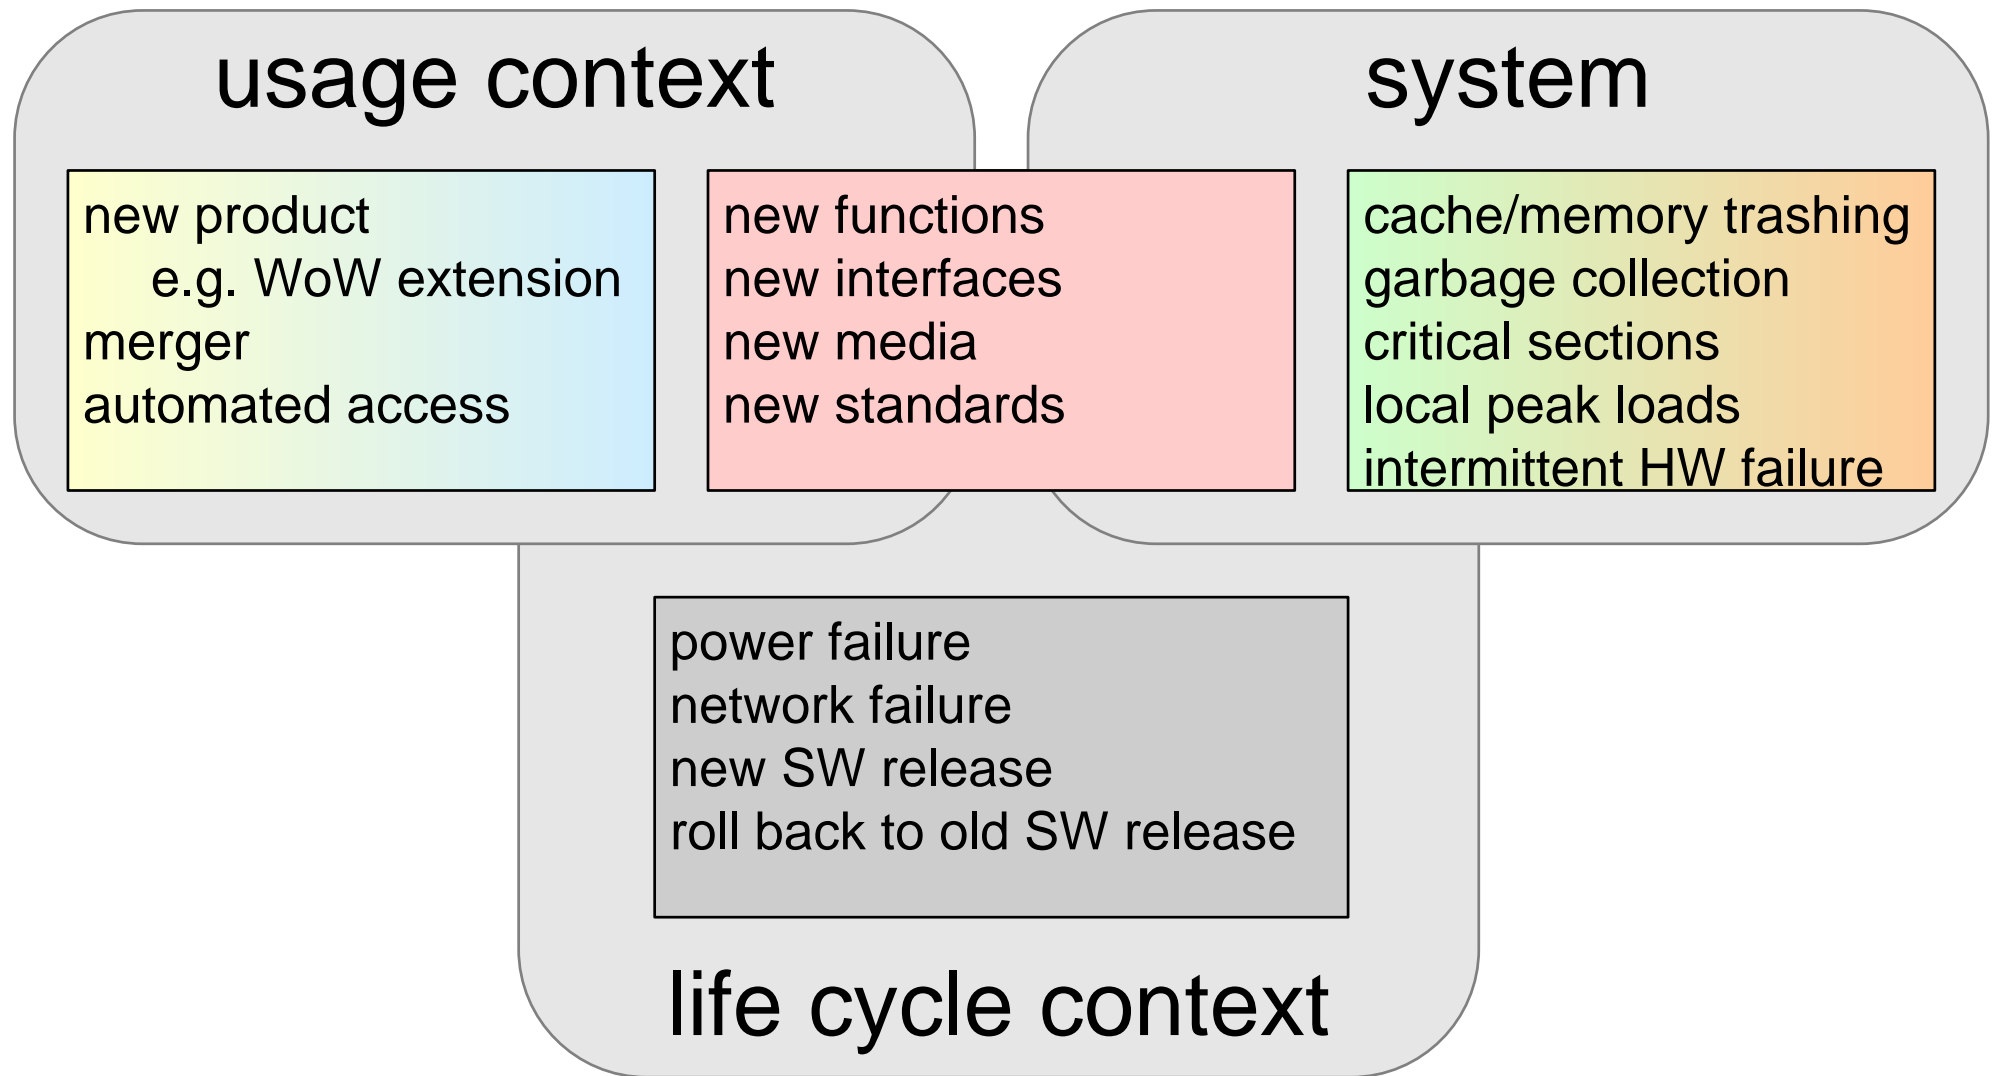 usage context
new product
e.g. WoW extension
merger
automated access
new functions
new interfaces
new media
new standards
system
cache/memory trashing
garbage collection
critical sections
local peak loads
intermittent HW failure
power failure
network failure
new SW release
roll back to old SW release
life cycle context